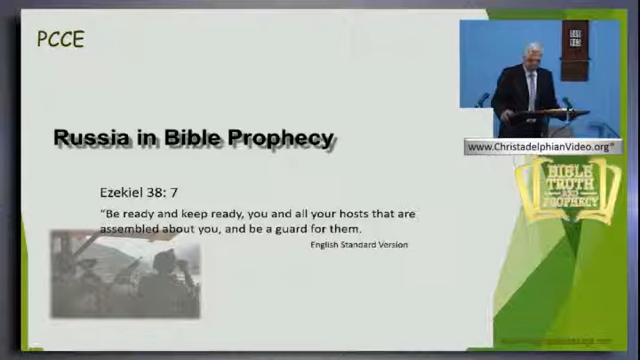 PCCE
Russia in Bible Prophecy
Ezekiel 38: 7
“Be ready and keep ready, you and all your hosts that are
assembled about you, and be a guard for them.
English Standard Version
www.ChristadelphianVideo.org
BIBLE
TRUTH
AND
PROPHECY